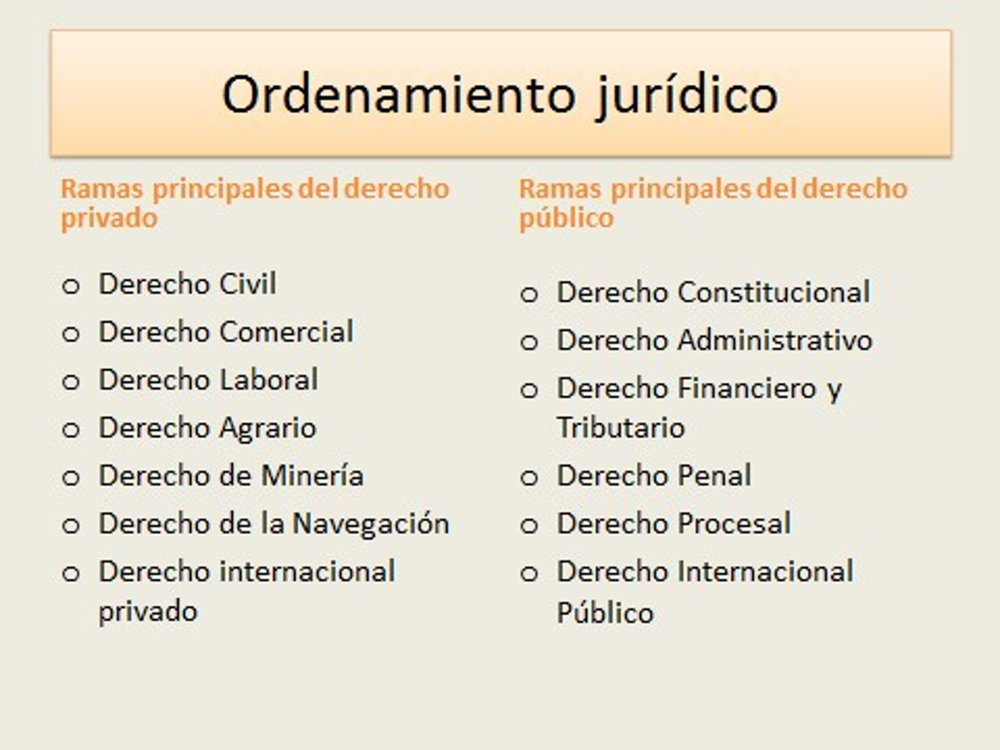 Ordenamiento jurídico
Ramas principales del derecho
privado
o Derecho Civil
o Derecho Comercial
o Derecho Laboral
o Derecho Agrario
o Derecho de Minería
o Derecho de la Navegación
o Derecho internacional
privado
Ramas principales del derecho
público
o Derecho Constitucional
o Derecho Administrativo
o Derecho Financiero y
Tributario
o Derecho Penal
o Derecho Procesal
o Derecho Internacional
Público